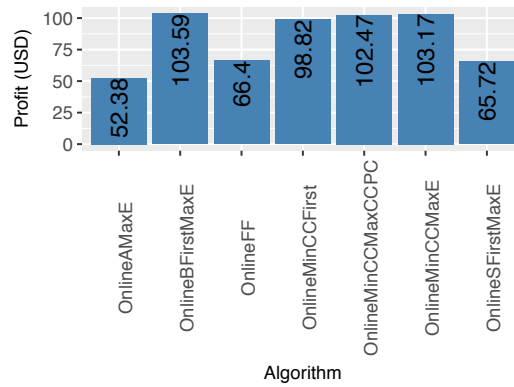 Profit (USD)
100
75
50
25
0
52.38
103.59
66.4
98.82
102.47
103.17
65.72
OnlineAMaxE
OnlineBFirstMaxE
OnlineFF
OnlineMinCCFirst
OnlineMinCCMaxCCPC
OnlineMinCCMaxE
OnlineSFirstMaxE
Algorithm